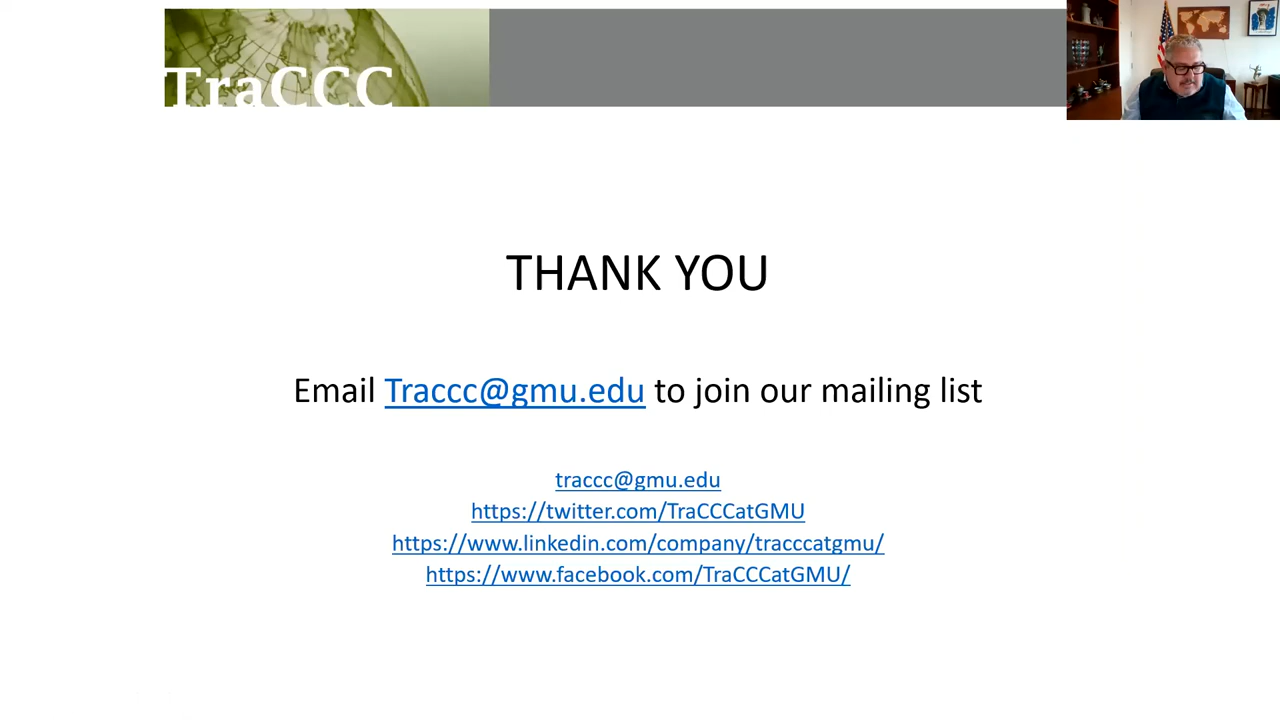 TraCCC
THANK YOU
Email Traccc@gmu.edu to join our mailing list
traccc@gmu.edu
https://twitter.com/TraCCCatGMU
https://www.linkedin.com/company/tracccatgmu/
https://www.facebook.com/TraCCCatGMU/